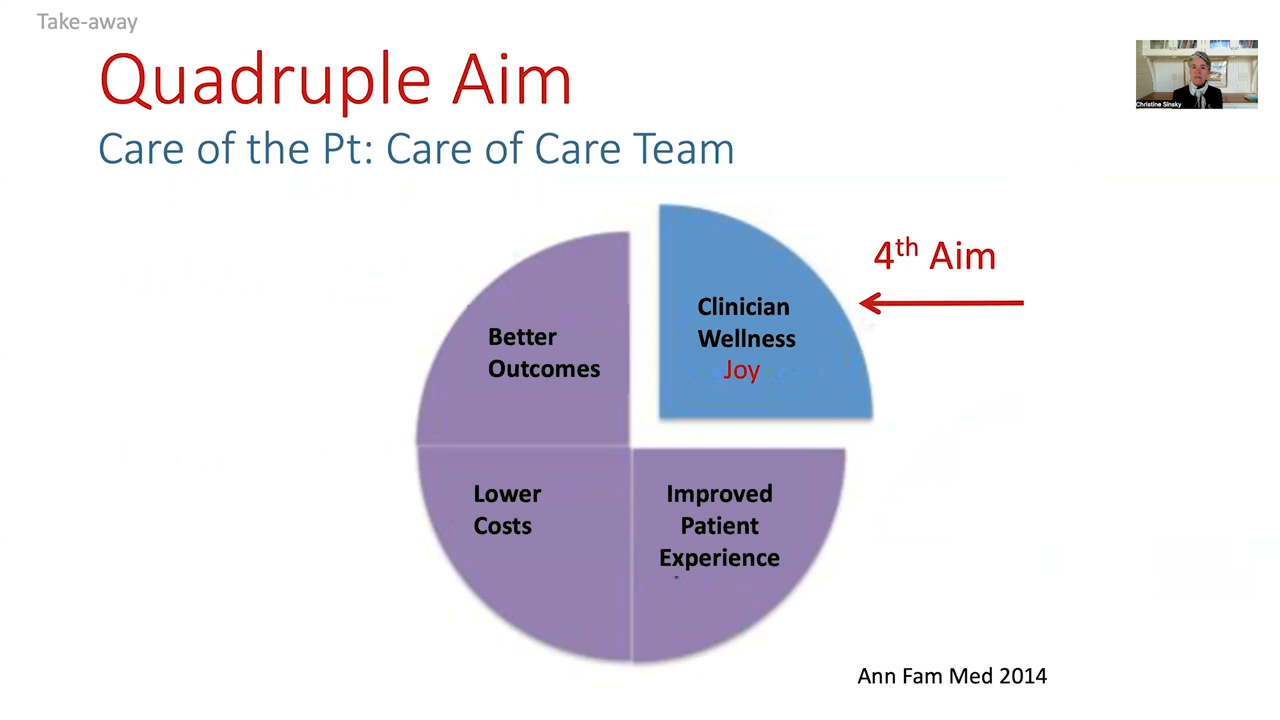 Take-away
Quadruple Aim
Care of the Pt: Care of Care Team
Christine Sinsky
4th Aim
Clinician
Wellness
Joy
Better
Outcomes
Lower
Costs
Improved
Patient
Experience
Ann Fam Med 2014